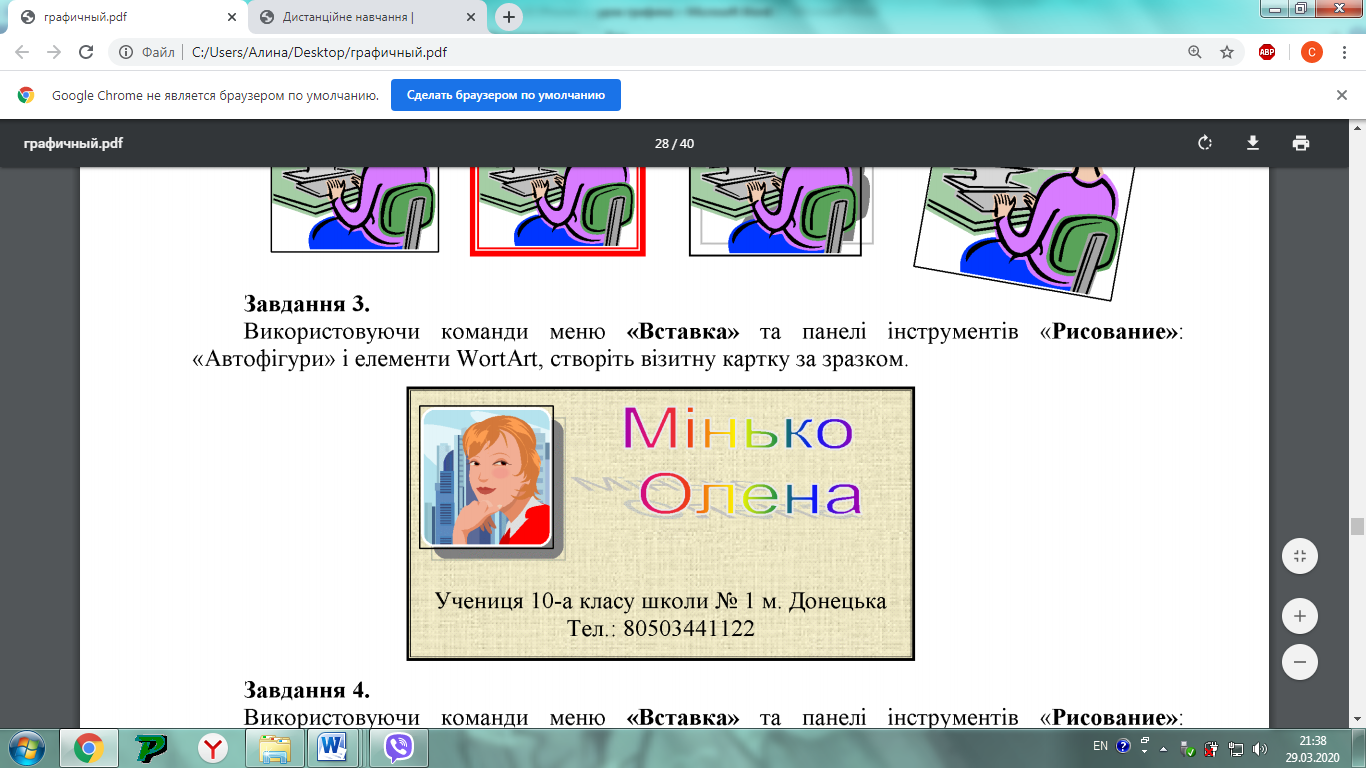 графичный.pdf
Дистанційне навчання |
Файл
C:/Users/Алина/Desktop/графичный.pdf
ABP
C
Google Chrome не является браузером по умолчанию.
Сделать браузером по умолчанию
графичный.pdf
28 / 40
Завдання 3.
Використовуючи команди меню «Вставка» та панелі інструментів «Рисование»:
«Автофігури» і елементи WortArt, створіть візитну картку за зразком.
Мінько
Олена
Учениця 10-а класу школи № 1 м. Донецька
Тел.: 80503441122
Завдання 4.
Використовуючи команди меню «Вставка» та панелі інструментів «Рисование»:
EN
21:38
29.03.2020